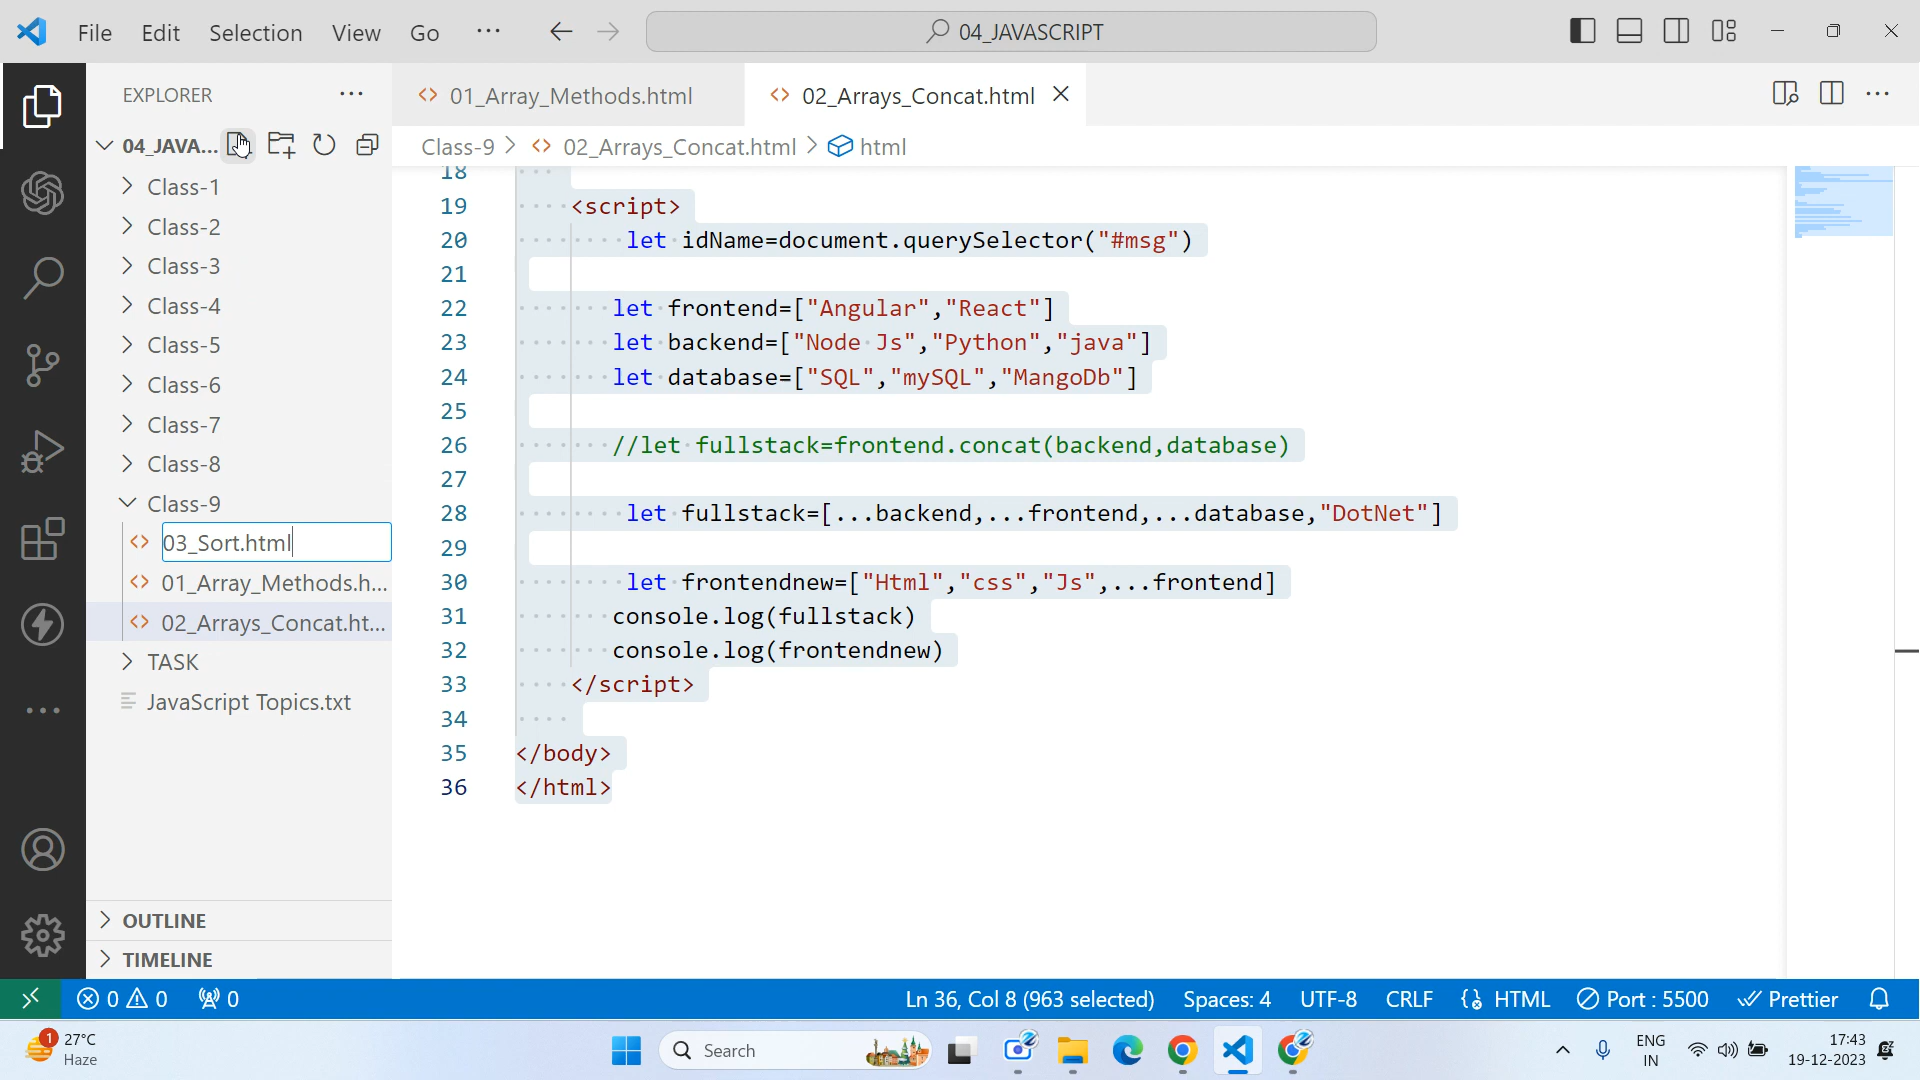 File Edit Selection View Go ··· 04_JAVASCRIPT
EXPLORER ···
04_JAVA...
Class-1
Class-2
Class-3
Class-4
Class-5
Class-6
Class-7
Class-8
Class-9
03_Sort.html
01_Array_Methods.h...
02_Arrays_Concat.ht...
TASK
JavaScript Topics.txt
OUTLINE
TIMELINE
01_Array_Methods.html 02_Arrays_Concat.html
Class-9 > 02_Arrays_Concat.html > html
18
19 <script>
20 let idName=document.querySelector("#msg")
21
22 let frontend=["Angular","React"]
23 let backend=["Node Js","Python","java"]
24 let database=["SQL","mySQL","MangoDb"]
25
26 //let fullstack=frontend.concat(backend,database)
27
28 let fullstack=[...backend,...frontend,...database,"DotNet"]
29
30 let frontendnew=["Html","css","Js",...frontend]
31 console.log(fullstack)
32 console.log(frontendnew)
33 </script>
34
35 </body>
36 </html>
0 0 0 Ln 36, Col 8 (963 selected) Spaces: 4 UTF-8 CRLF HTML Port : 5500 Prettier
1 27°C
Haze
Search
ENG
IN
17:43
19-12-2023